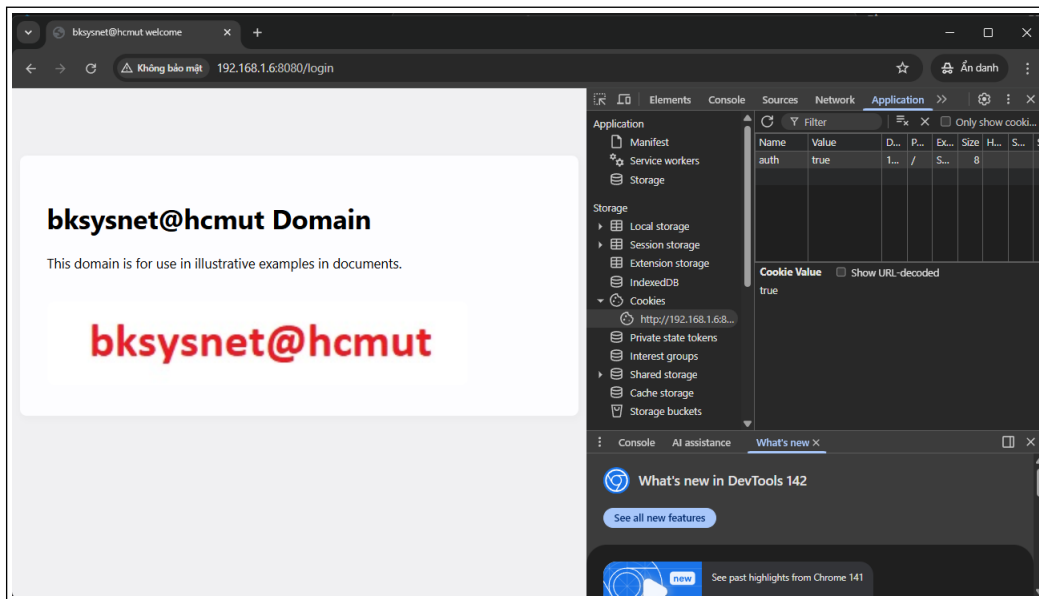 bksysnet@hcmut welcome
Không bảo mật 192.168.1.6:8080/login Ẩn danh
bksysnet@hcmut Domain
This domain is for use in illustrative examples in documents.
bksysnet@hcmut
Elements Console Sources Network Application
Application
Manifest
Service workers
Storage
Storage
Local storage
Session storage
Extension storage
IndexedDB
Cookies
http://192.168.1.6:8...
Private state tokens
Interest groups
Shared storage
Cache storage
Storage buckets
Filter Only show cooki...
Name Value D... P... Ex... Size H... S...
auth true 1... / S... 8
Cookie Value Show URL-decoded
true
Console AI assistance What's new
What's new in DevTools 142
See all new features
new
See past highlights from Chrome 141